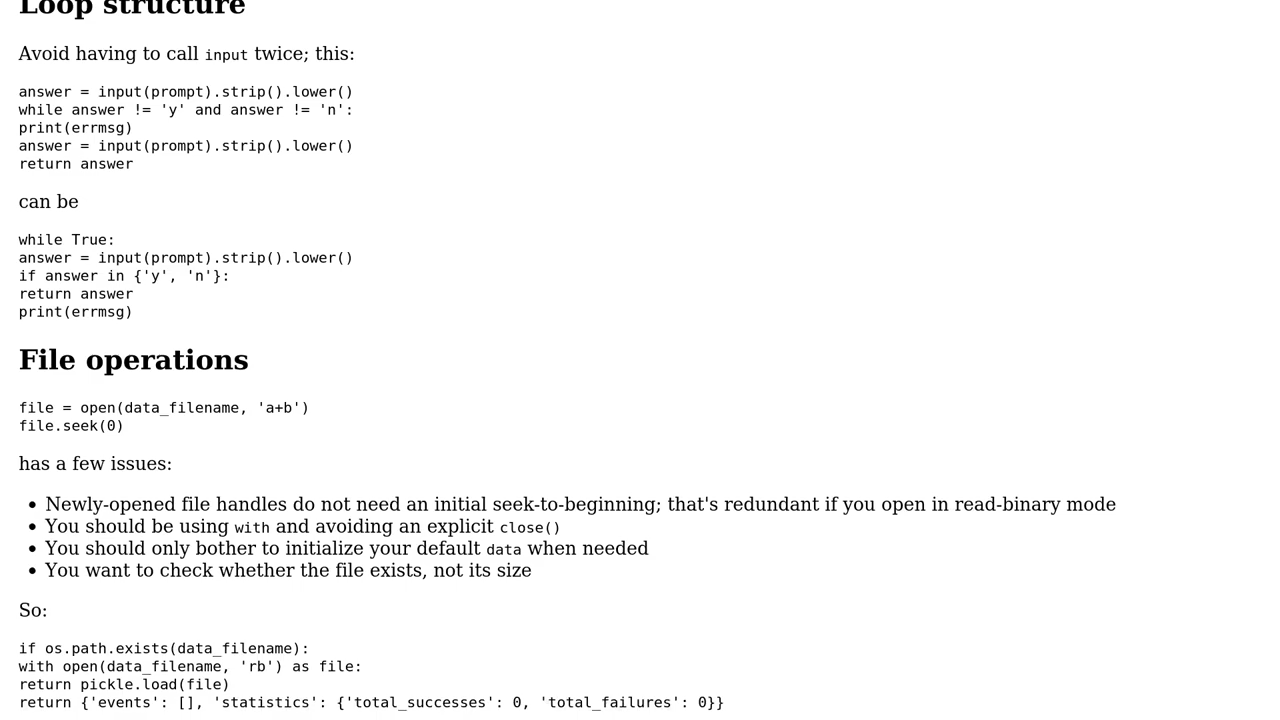 Loop structure
Avoid having to call input twice; this:
answer = input(prompt).strip().lower()
while answer != 'y' and answer != 'n':
print(errmsg)
answer = input(prompt).strip().lower()
return answer
can be
while True:
answer = input(prompt).strip().lower()
if answer in {'y', 'n'}:
return answer
print(errmsg)
File operations
file = open(data_filename, 'a+b')
file.seek(0)
has a few issues:
• Newly-opened file handles do not need an initial seek-to-beginning; that's redundant if you open in read-binary mode
• You should be using with and avoiding an explicit close()
• You should only bother to initialize your default data when needed
• You want to check whether the file exists, not its size
So:
if os.path.exists(data_filename):
with open(data_filename, 'rb') as file:
return pickle.load(file)
return {'events': [], 'statistics': {'total_successes': 0, 'total_failures': 0}}